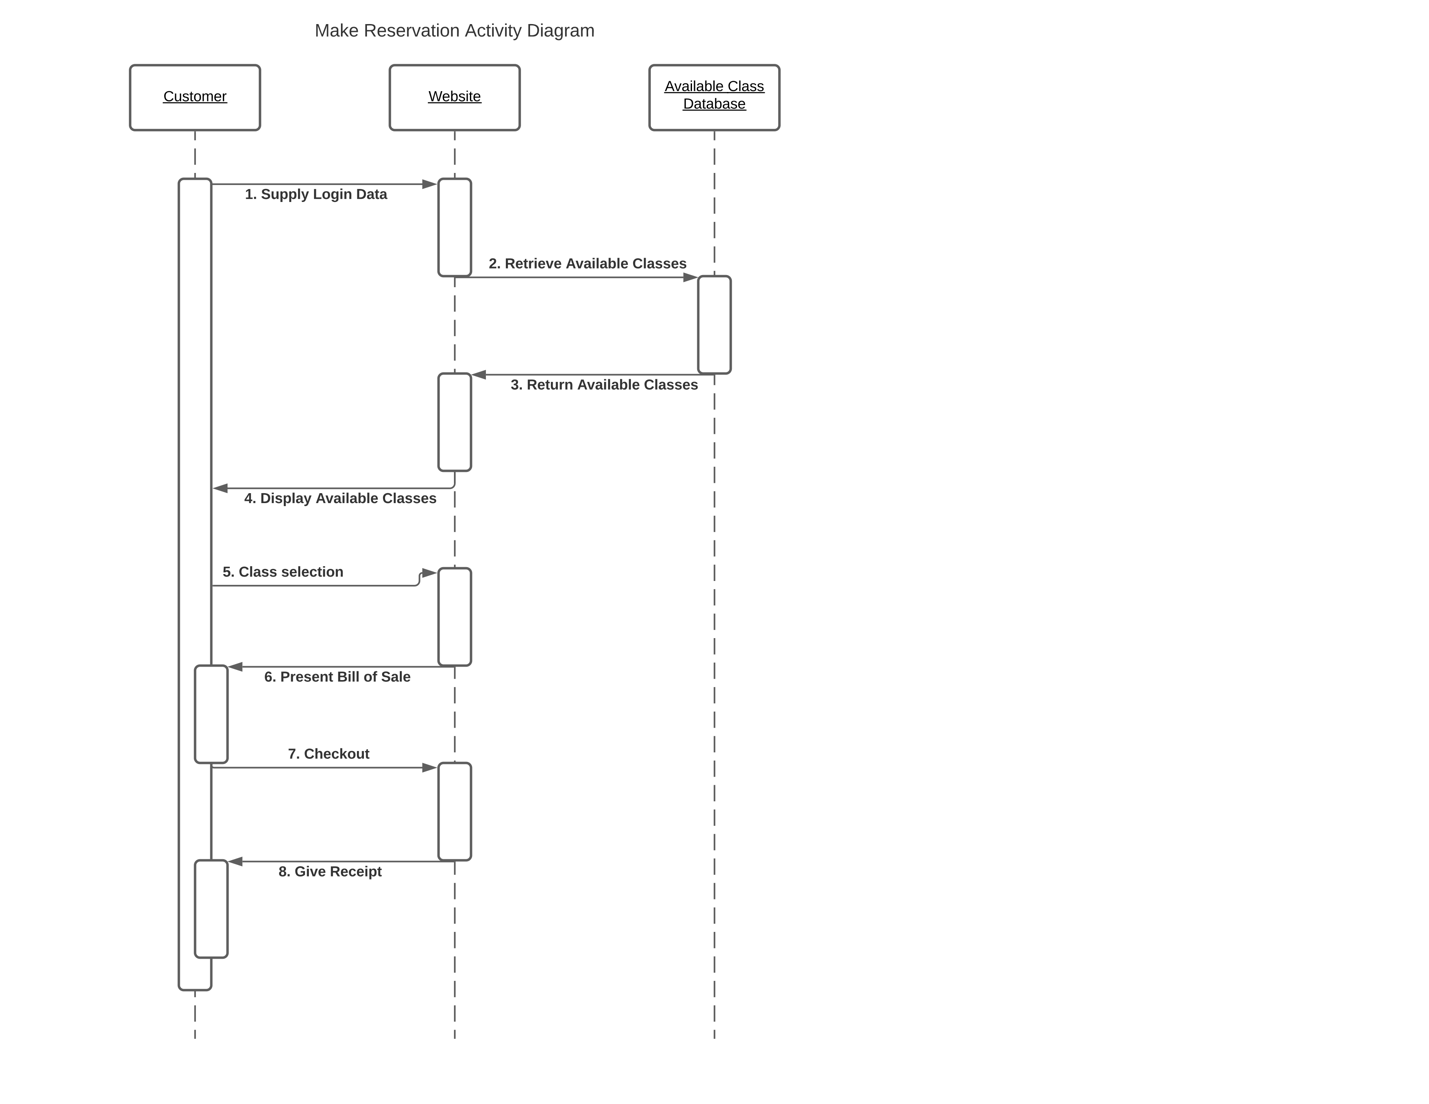 Make Reservation Activity Diagram
Customer
Website
Available Class
Database
1. Supply Login Data
2. Retrieve Available Classes
3. Return Available Classes
4. Display Available Classes
5. Class selection
6. Present Bill of Sale
7. Checkout
8. Give Receipt